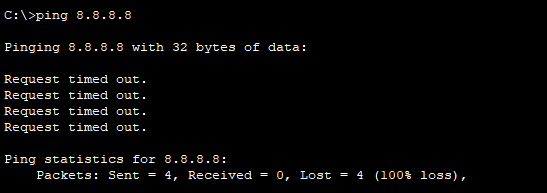 C:\>ping 8.8.8.8
Pinging 8.8.8.8 with 32 bytes of data:
Request timed out.
Request timed out.
Request timed out.
Request timed out.
Ping statistics for 8.8.8.8:
    Packets: Sent = 4, Received = 0, Lost = 4 (100% loss),